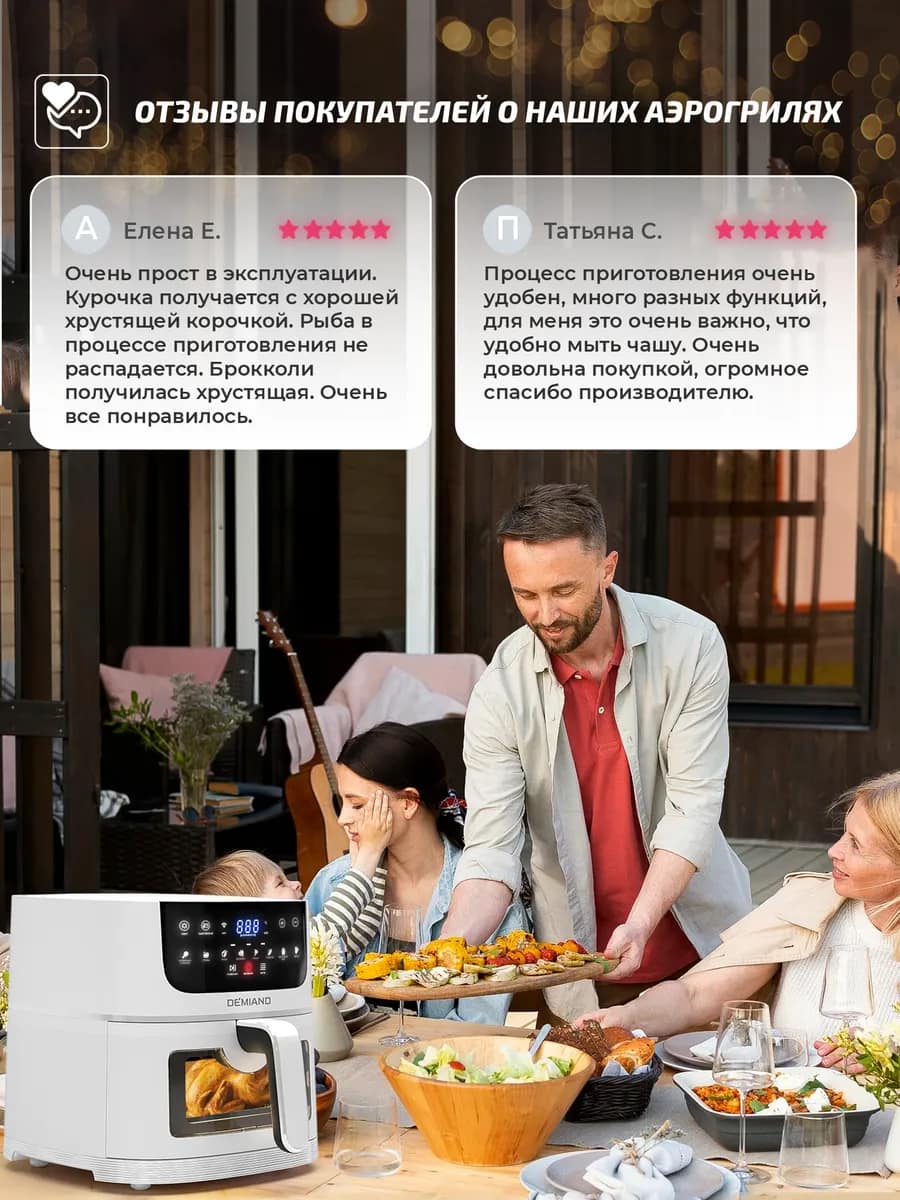 ОТЗЫВЫ ПОКУПАТЕЛЕЙ О НАШИХ АЭРОГРИЛЯХ
А Елена Е.
Очень прост в эксплуатации.
Курочка получается с хорошей
хрустящей корочкой. Рыба в
процессе приготовления не
распадается. Брокколи
получилась хрустящая. Очень
все понравилось.
П Татьяна С.
Процесс приготовления очень
удобен, много разных функций,
для меня это очень важно, что
удобно мыть чашу. Очень
довольна покупкой, огромное
спасибо производителю.
888
DEMIAND